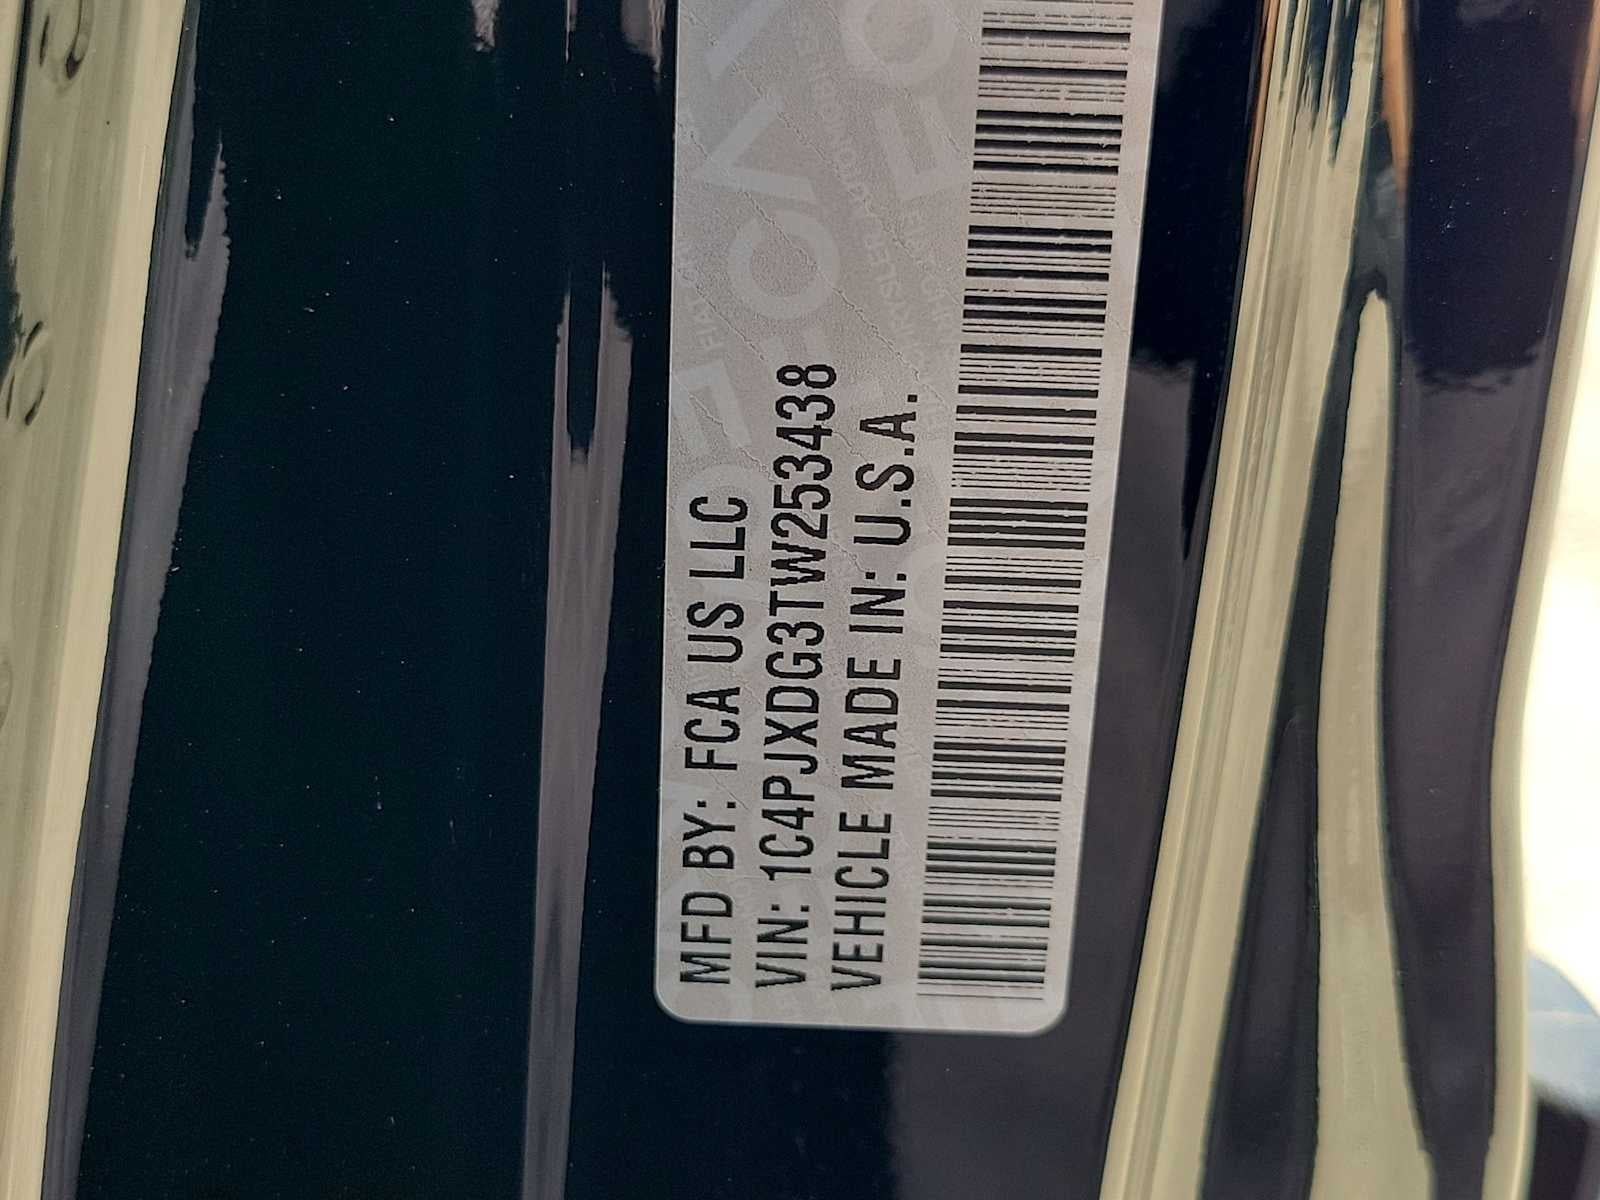 MFD BY: FCA US LLC
VIN: 1C4PJXDG3TW253438
VEHICLE MADE IN: U.S.A.